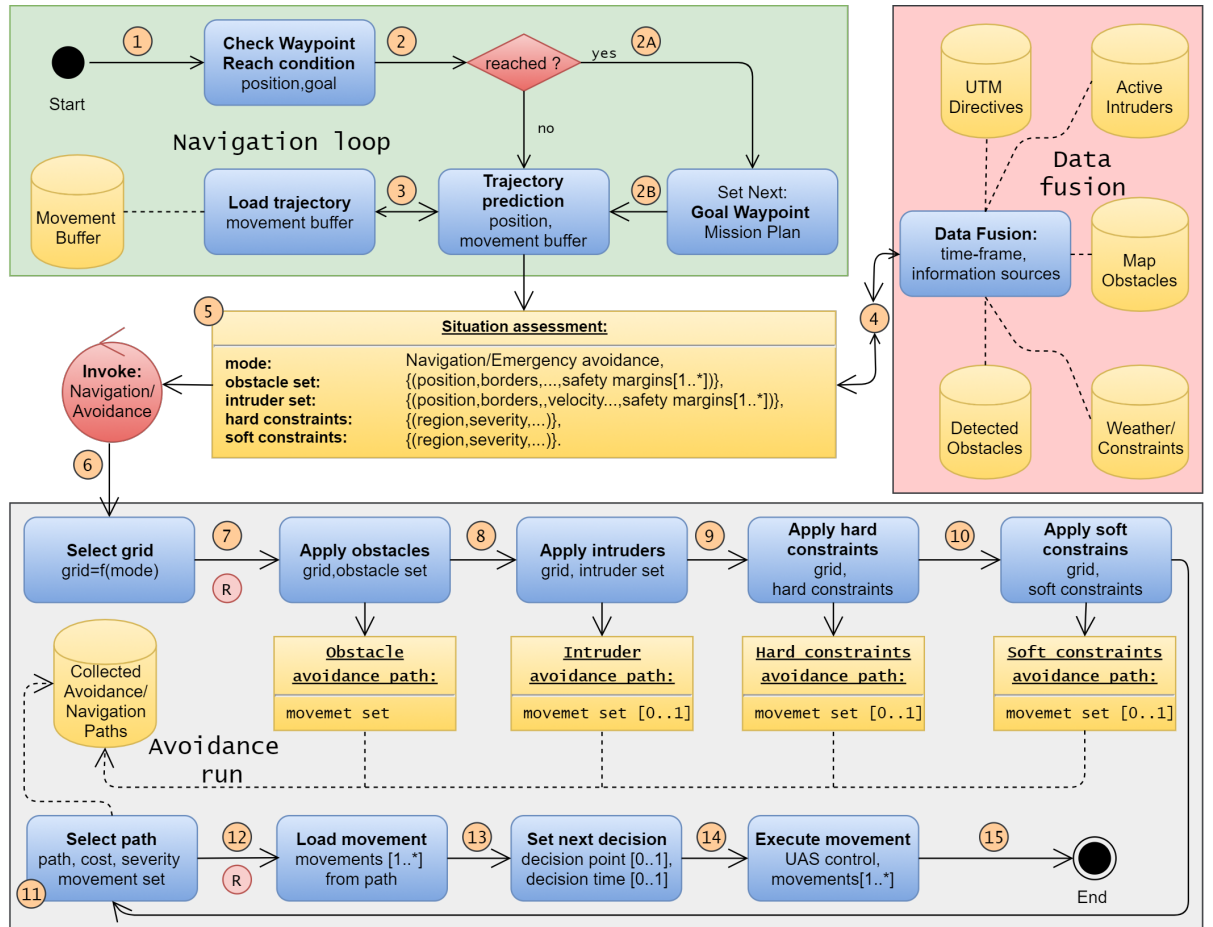 1
Check Waypoint
Reach condition
position,goal
2
reached ?
yes
2A
no
Start
Navigation loop
Movement
Buffer
Load trajectory
movement buffer
3
Trajectory
prediction
position,
movement buffer
2B
Set Next:
Goal Waypoint
Mission Plan
UTM
Directives
Active
Intruders
Data
fusion
Data Fusion:
time-frame,
information sources
Map
Obstacles
4
Detected
Obstacles
Weather/
Constraints
5
Situation assessment:
mode: Navigation/Emergency avoidance,
obstacle set: {(position,borders,...,safety margins[1..*])},
intruder set: {(position,borders,,velocity...,safety margins[1..*])},
hard constraints: {(region,severity,...)},
soft constraints: {(region,severity,...)}.
Invoke:
Navigation/
Avoidance
6
Select grid
grid=f(mode)
7
R
Apply obstacles
grid,obstacle set
8
Apply intruders
grid, intruder set
9
Apply hard
constraints
grid,
hard constraints
10
Apply soft
constrains
grid,
soft constraints
Collected
Avoidance/
Navigation
Paths
Obstacle
avoidance path:
movemet set
Intruder
avoidance path:
movemet set [0..1]
Hard constraints
avoidance path:
movemet set [0..1]
Soft constraints
avoidance path:
movemet set [0..1]
Avoidance
run
Select path
path, cost, severity
movement set
11
12
R
Load movement
movements [1..*]
from path
13
Set next decision
decision point [0..1],
decision time [0..1]
14
Execute movement
UAS control,
movements[1..*]
15
End